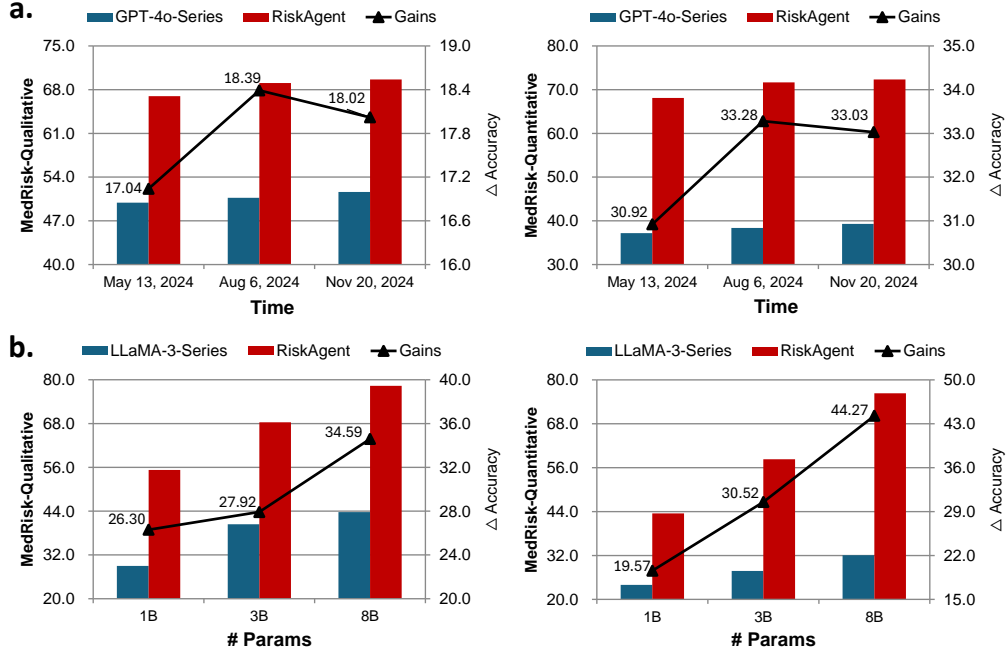 a.
GPT-4o-Series RiskAgent Gains
75.0 68.0 61.0 54.0 47.0 40.0
MedRisk-Qualitative
19.0 18.4 17.8 17.2 16.6 16.0
△ Accuracy
17.04 18.39 18.02
May 13, 2024 Aug 6, 2024 Nov 20, 2024
Time
GPT-4o-Series RiskAgent Gains
80.0 70.0 60.0 50.0 40.0 30.0
MedRisk-Quantitative
35.0 34.0 33.0 32.0 31.0 30.0
△ Accuracy
30.92 33.28 33.03
May 13, 2024 Aug 6, 2024 Nov 20, 2024
Time
b.
LLaMA-3-Series RiskAgent Gains
80.0 68.0 56.0 44.0 32.0 20.0
MedRisk-Qualitative
40.0 36.0 32.0 28.0 24.0 20.0
△ Accuracy
26.30 27.92 34.59
1B 3B 8B
# Params
LLaMA-3-Series RiskAgent Gains
80.0 68.0 56.0 44.0 32.0 20.0
MedRisk-Quantitative
50.0 43.0 36.0 29.0 22.0 15.0
△ Accuracy
19.57 30.52 44.27
1B 3B 8B
# Params